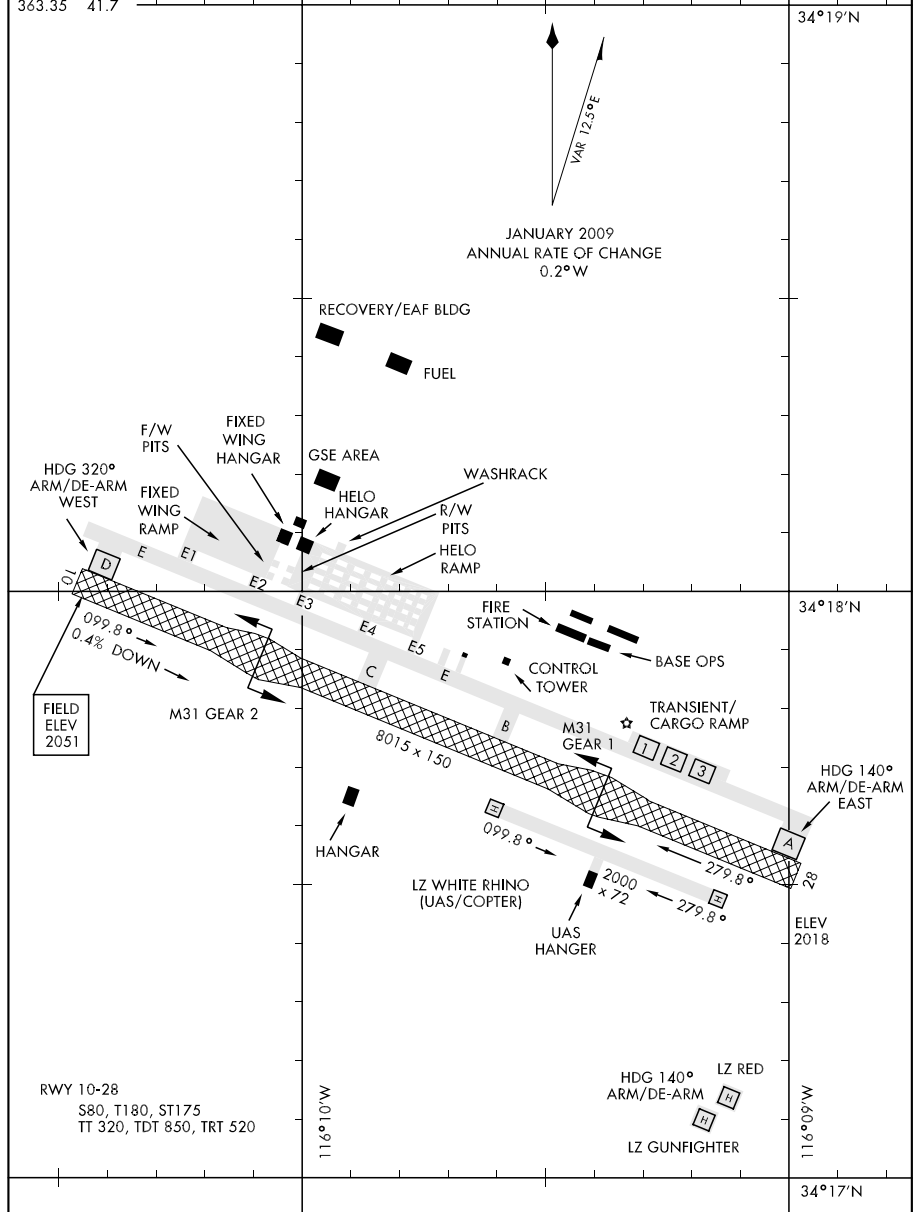 363.35 41.7
34°19'N
VAR 12.5°E
JANUARY 2009
ANNUAL RATE OF CHANGE
0.2°W
RECOVERY/EAF BLDG
FUEL
F/W
PITS
FIXED
WING
HANGAR
GSE AREA
HDG 320°
ARM/DE-ARM
WEST
FIXED
WING
RAMP
WASHRACK
HELO
HANGAR
R/W
PITS
HELO
RAMP
D
E
E1
E2
E3
E4
E5
E
10
34°18'N
FIRE
STATION
BASE OPS
CONTROL
TOWER
099.8°
0.4% DOWN
C
B
FIELD
ELEV
2051
M31 GEAR 2
8015 x 150
M31
GEAR 1
TRANSIENT/
CARGO RAMP
1
2
3
HDG 140°
ARM/DE-ARM
EAST
A
HANGAR
H
099.8°
279.8°
28
LZ WHITE RHINO
(UAS/COPTER)
2000
x 72
279.8°
H
UAS
HANGER
ELEV
2018
RWY 10-28
S80, T180, ST175
TT 320, TDT 850, TRT 520
116°10'W
HDG 140°
ARM/DE-ARM
LZ RED
H
H
LZ GUNFIGHTER
116°09'W
34°17'N